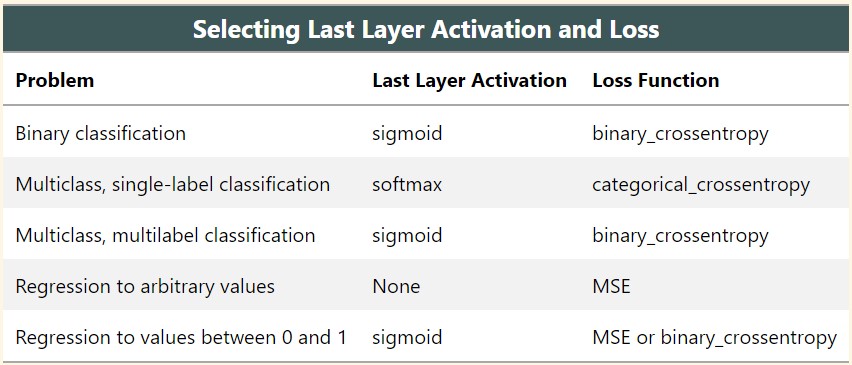 Selecting Last Layer Activation and Loss
Problem Last Layer Activation Loss Function
Binary classification sigmoid binary_crossentropy
Multiclass, single-label classification softmax categorical_crossentropy
Multiclass, multilabel classification sigmoid binary_crossentropy
Regression to arbitrary values None MSE
Regression to values between 0 and 1 sigmoid MSE or binary_crossentropy